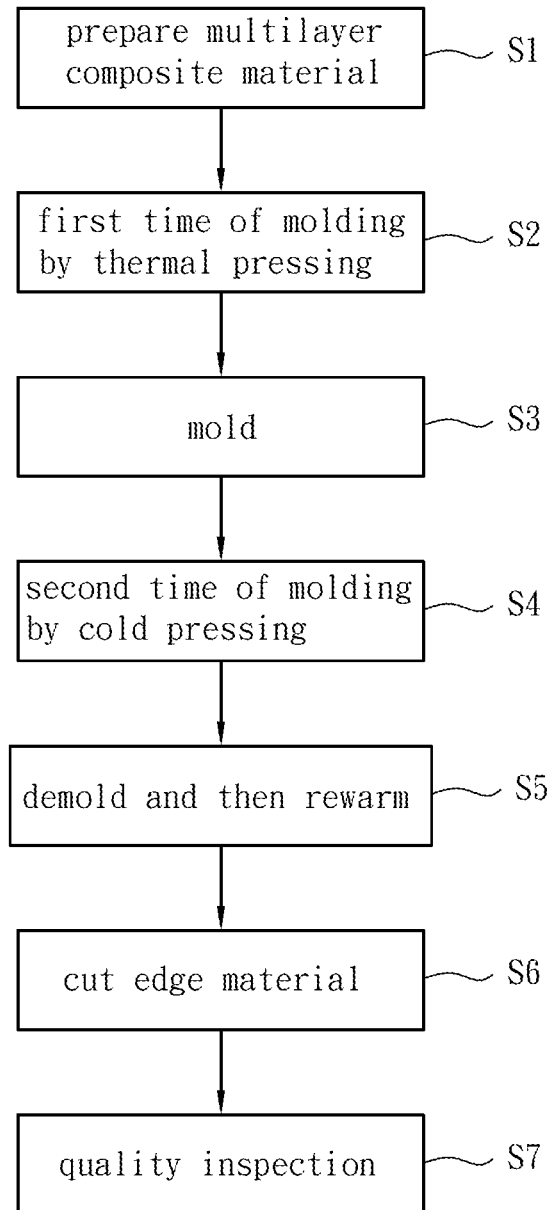 prepare multilayer
composite material
S1
first time of molding
by thermal pressing
S2
mold
S3
second time of molding
by cold pressing
S4
demold and then rewarm
S5
cut edge material
S6
quality inspection
S7